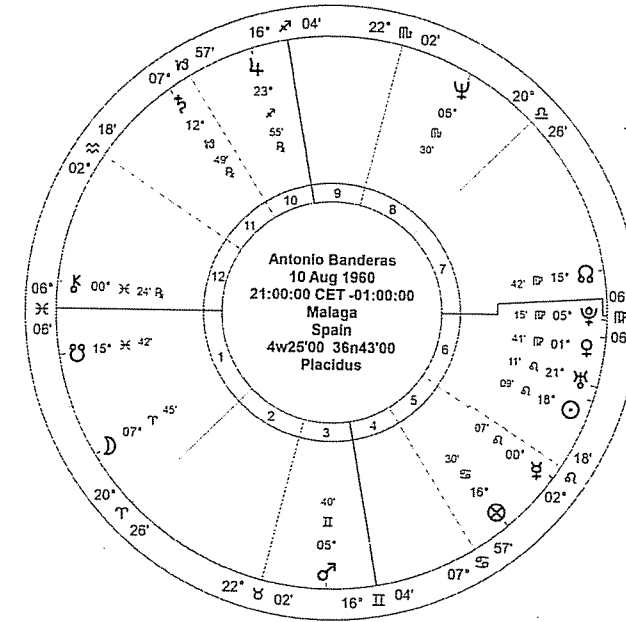 16° ♐ 04'
22° ♏ 02'
07° ♑ 57'
♃ 23° ♐ 55' ℞
♆ 06° ♏ 30'
20° ♎ 26'
♄ 12° ♑ 49' ℞
02° ♒ 18'
10 9
11 8
12 7
Antonio Banderas
10 Aug 1960
21:00:00 CET -01:00:00
Malaga
Spain
4w25'00 36n43'00
Placidus
⚷ 00° ♓ 24' ℞
42' ♍ 15° ☊
06° ♓ 06'
06 ♍ 06
15' ♍ 05° ♇
41' ♍ 01° ♀
☋ 15° ♓ 42'
11' ♌ 21° ♅
09' ♌ 18° ☉
1 6
2 5
3 4
☽ 07° ♈ 45'
07' ♌ 00° ☿
02° ♌ 18'
30' ♋ 16° ⊗
20° ♈ 26'
40' ♊ 05° ♂
07° ♋ 57'
22° ♉ 02'
16° ♊ 04'